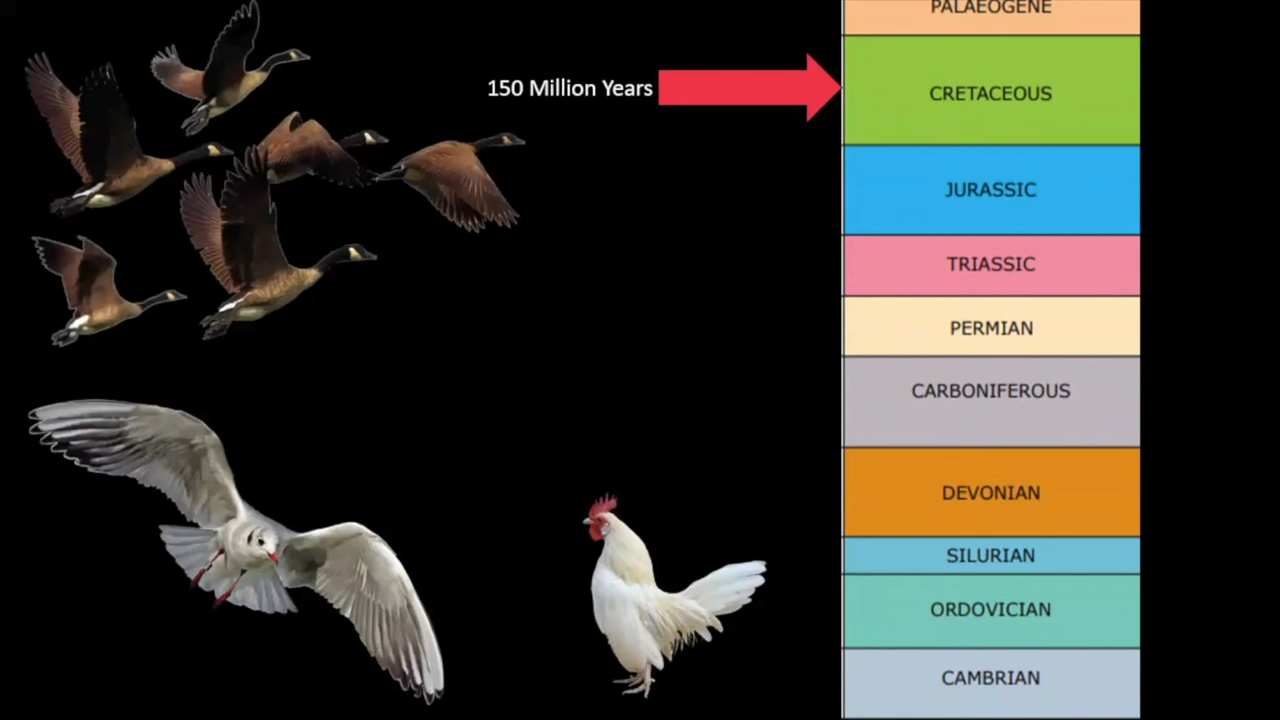 PALAEOGENE
150 Million Years
CRETACEOUS
JURASSIC
TRIASSIC
PERMIAN
CARBONIFEROUS
DEVONIAN
SILURIAN
ORDOVICIAN
CAMBRIAN